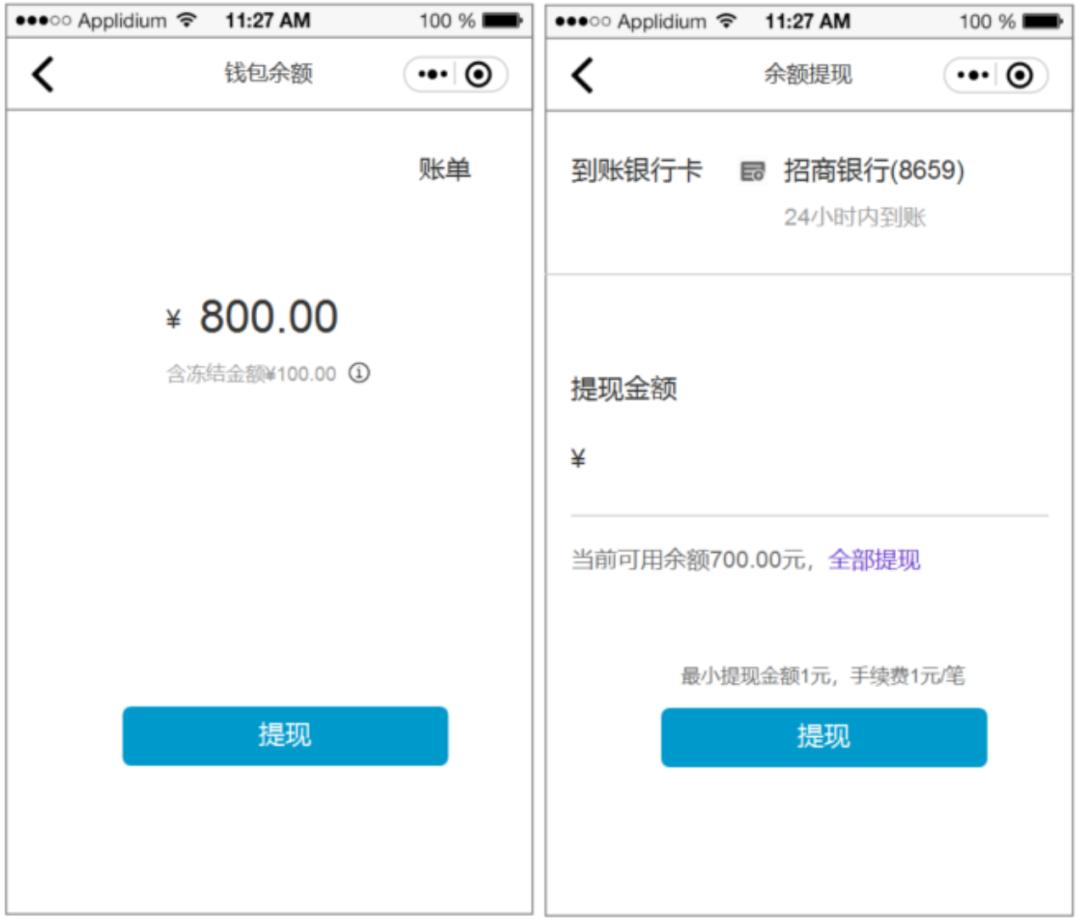 Applidium 11:27 AM 100 %
钱包余额
账单
¥ 800.00
含冻结金额¥100.00
提现
Applidium 11:27 AM 100 %
余额提现
到账银行卡 招商银行(8659)
24小时内到账
提现金额
¥
当前可用余额700.00元，全部提现
最小提现金额1元，手续费1元/笔
提现